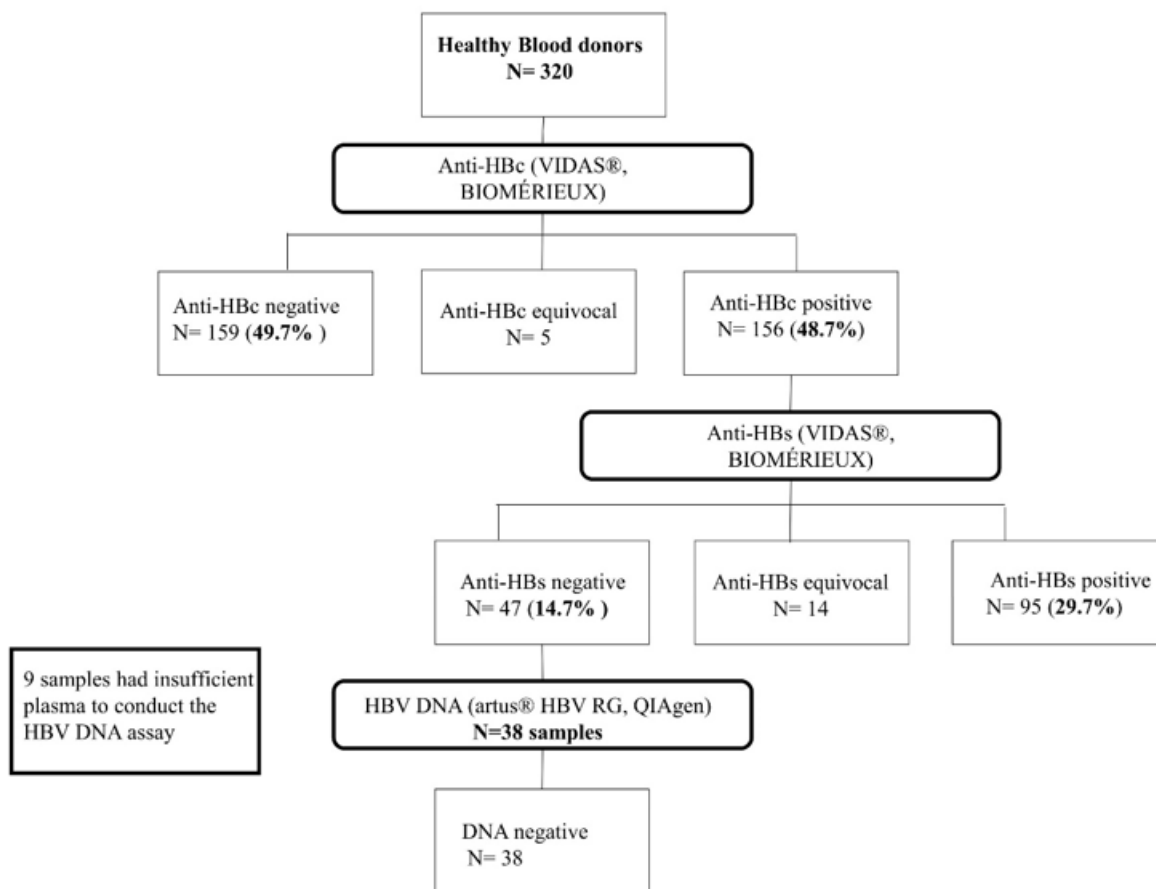 Healthy Blood donors
N= 320
Anti-HBc (VIDAS®,
BIOMÉRIEUX)
Anti-HBc negative
N= 159 (49.7% )
Anti-HBc equivocal
N= 5
Anti-HBc positive
N= 156 (48.7%)
Anti-HBs (VIDAS®,
BIOMÉRIEUX)
Anti-HBs negative
N= 47 (14.7% )
Anti-HBs equivocal
N= 14
Anti-HBs positive
N= 95 (29.7%)
9 samples had insufficient
plasma to conduct the
HBV DNA assay
HBV DNA (artus® HBV RG, QIAgen)
N=38 samples
DNA negative
N= 38